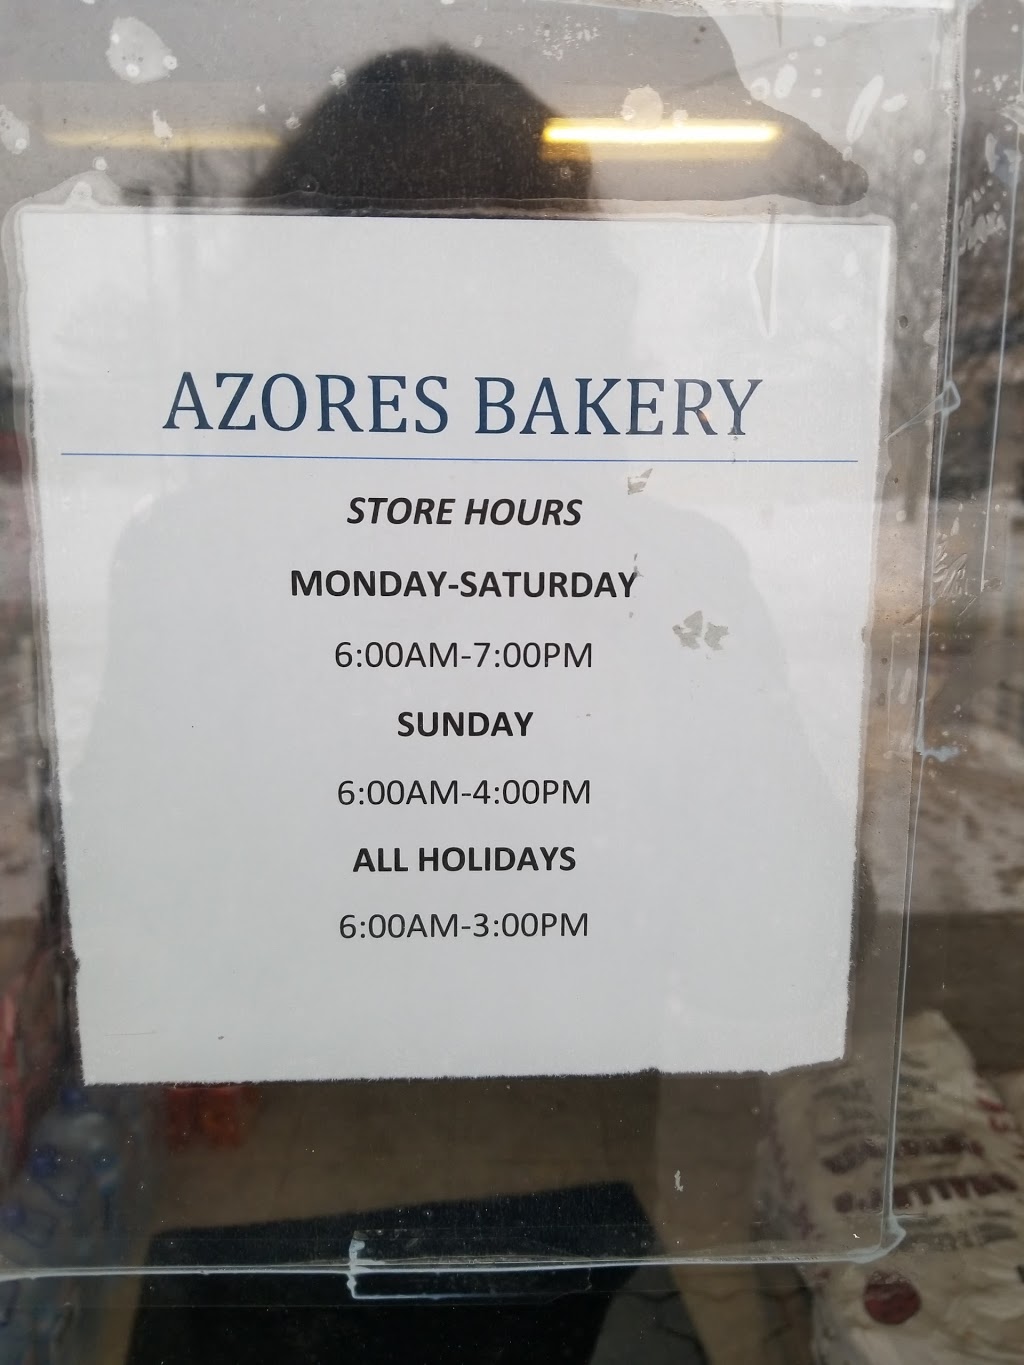 AZORES BAKERY
STORE HOURS
MONDAY-SATURDAY
6:00AM-7:00PM
SUNDAY
6:00AM-4:00PM
ALL HOLIDAYS
6:00AM-3:00PM